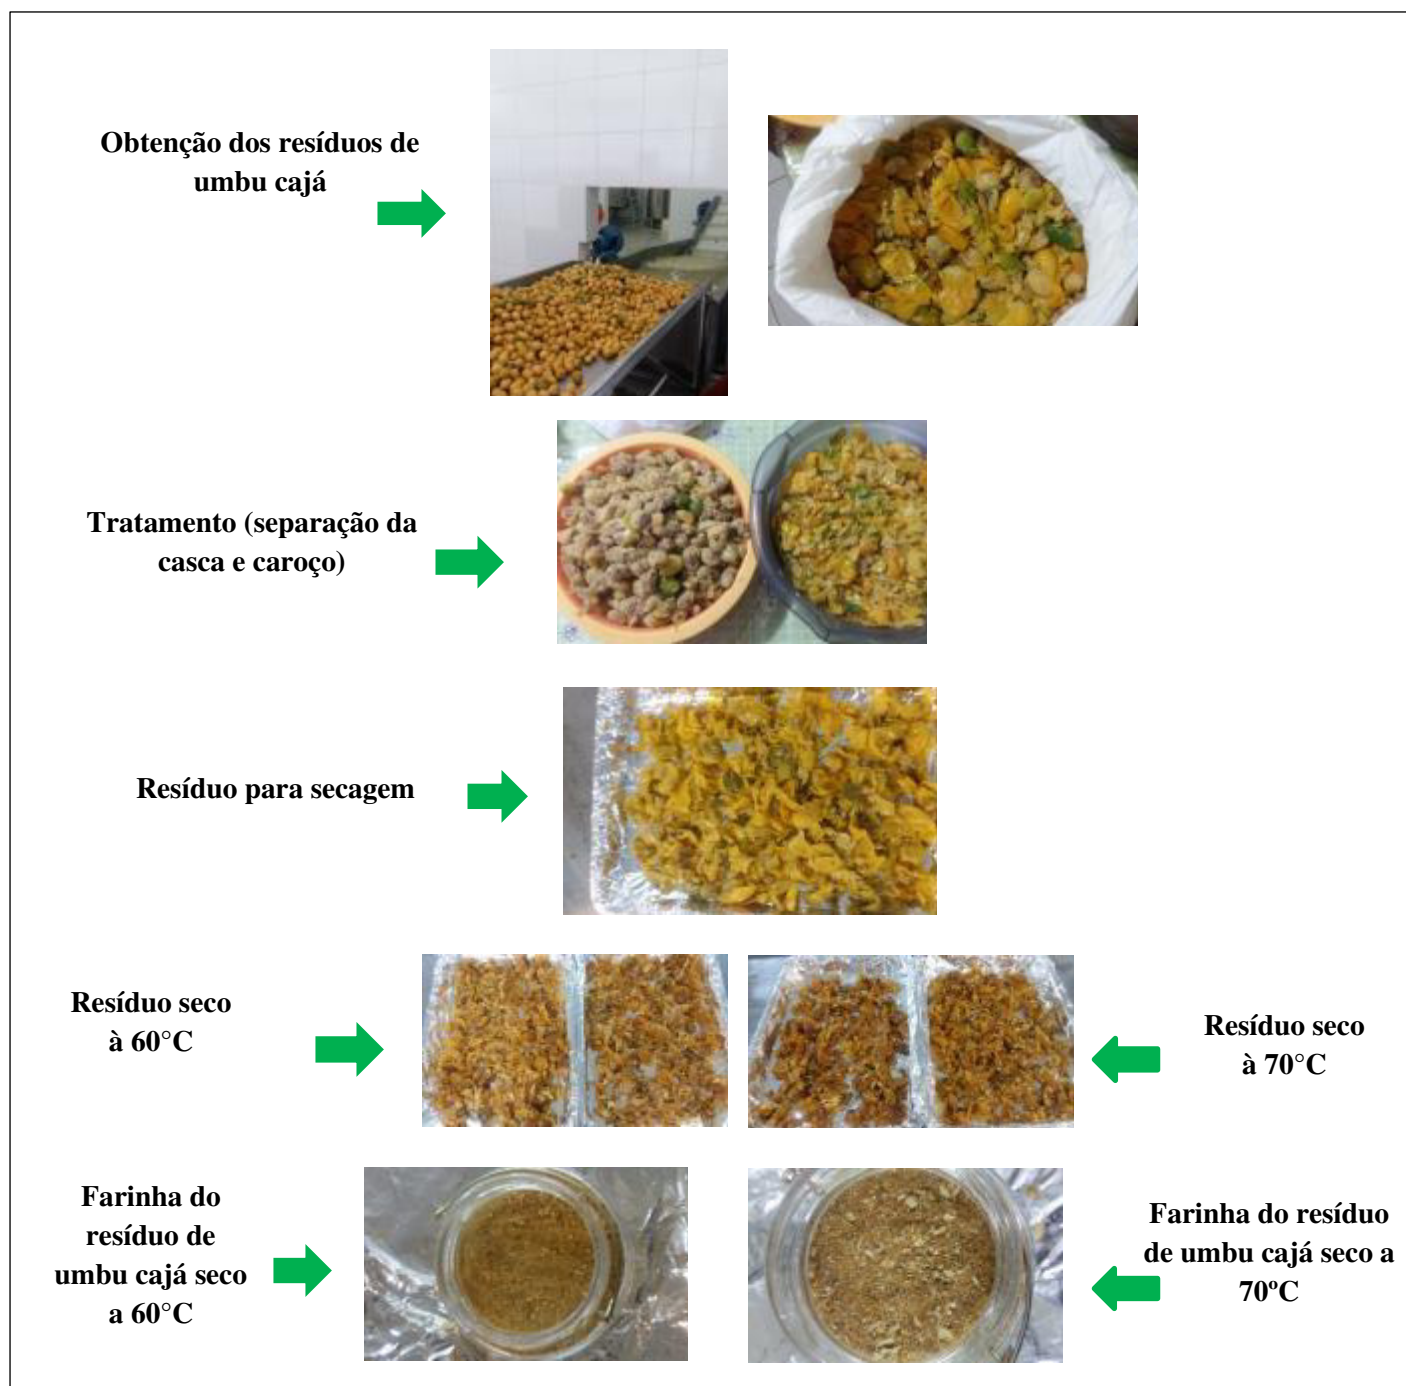 Obtenção dos resíduos de
umbu cajá
Tratamento (separação da
casca e caroço)
Resíduo para secagem
Resíduo seco
à 60°C
Resíduo seco
à 70°C
Farinha do
resíduo de
umbu cajá seco
a 60°C
Farinha do resíduo
de umbu cajá seco a
70ºC